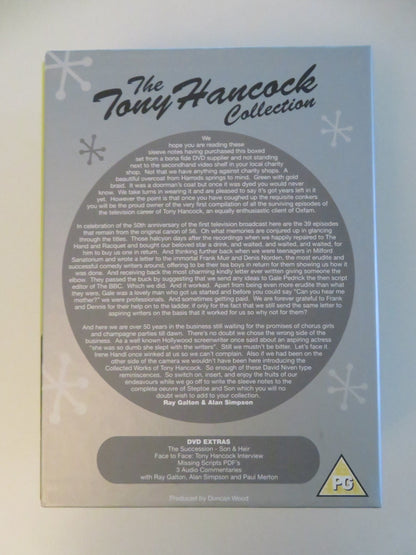 The
Tony Hancock
Collection
We
hope you are reading these
sleeve notes having purchased this boxed
set from a bona fide DVD supplier and not standing
next to the secondhand video shelf in your local charity
shop. Not that we have anything against charity shops. A
beautiful overcoat from Harrods springs to mind. Green with gold
braid. It was a doorman's coat but once it was dyed you would never
know. We take turns in wearing it and are pleased to say it's got years left in it
yet. However the point is that once you have coughed up the requisite conkers
you will be the proud owner of the very first compilation of all the surviving episodes of
the television career of Tony Hancock, an equally enthusiastic client of Oxfam.
In celebration of the 50th anniversary of the first television broadcast here are the 39 episodes
that remain from the original canon of 56. Oh what memories are conjured up in glancing
through the titles. Those halcyon days after the recordings when we happily repaired to The
Hand and Racquet and bought our beloved star a drink, and waited, and waited, and waited, for
him to buy us one in return. And thinking further back when we were teenagers in Milford
Sanatorium and wrote a letter to the immortal Frank Muir and Denis Norden, the most erudite and
successful comedy writers around, offering to be their tea boys in return for them showing us how it
was done. And receiving back the most charming kindly letter ever written giving someone the
elbow. They passed the buck by suggesting that we send any ideas to Gale Pedrick the then script
editor of The BBC. Which we did. And it worked. Apart from being even more erudite than what
they were, Gale was a lovely man who got us started and before you could say "Can you hear me
mother?" we were professionals. And sometimes getting paid. We are forever grateful to Frank
and Dennis for their help on to the ladder, if only for the fact that we still send the same letter to
aspiring writers on the basis that it worked for us so why not for them?
And here we are over 50 years in the business still waiting for the promises of chorus girls
and champagne parties till dawn. There's no doubt we chose the wrong side of the
business. As a well known Hollywood screenwriter once said about an aspiring actress
"she was so dumb she slept with the writers". Still we mustn't be bitter. Let's face it.
Irene Handl once winked at us so we can't complain. Also if we had been on the
other side of the camera we wouldn't have been here introducing the
Collected Works of Tony Hancock. So enough of these David Niven type
reminiscences. So switch on, insert, and enjoy the fruits of our
endeavours while we go off to write the sleeve notes to the
complete oeuvre of Steptoe and Son which you will no
doubt wish to add to your collection.
Ray Galton & Alan Simpson
DVD EXTRAS
The Succession - Son & Heir
Face to Face: Tony Hancock Interview
Missing Scripts PDF's
3 Audio Commentaries
with Ray Galton, Alan Simpson and Paul Merton
PG
Produced by Duncan Wood